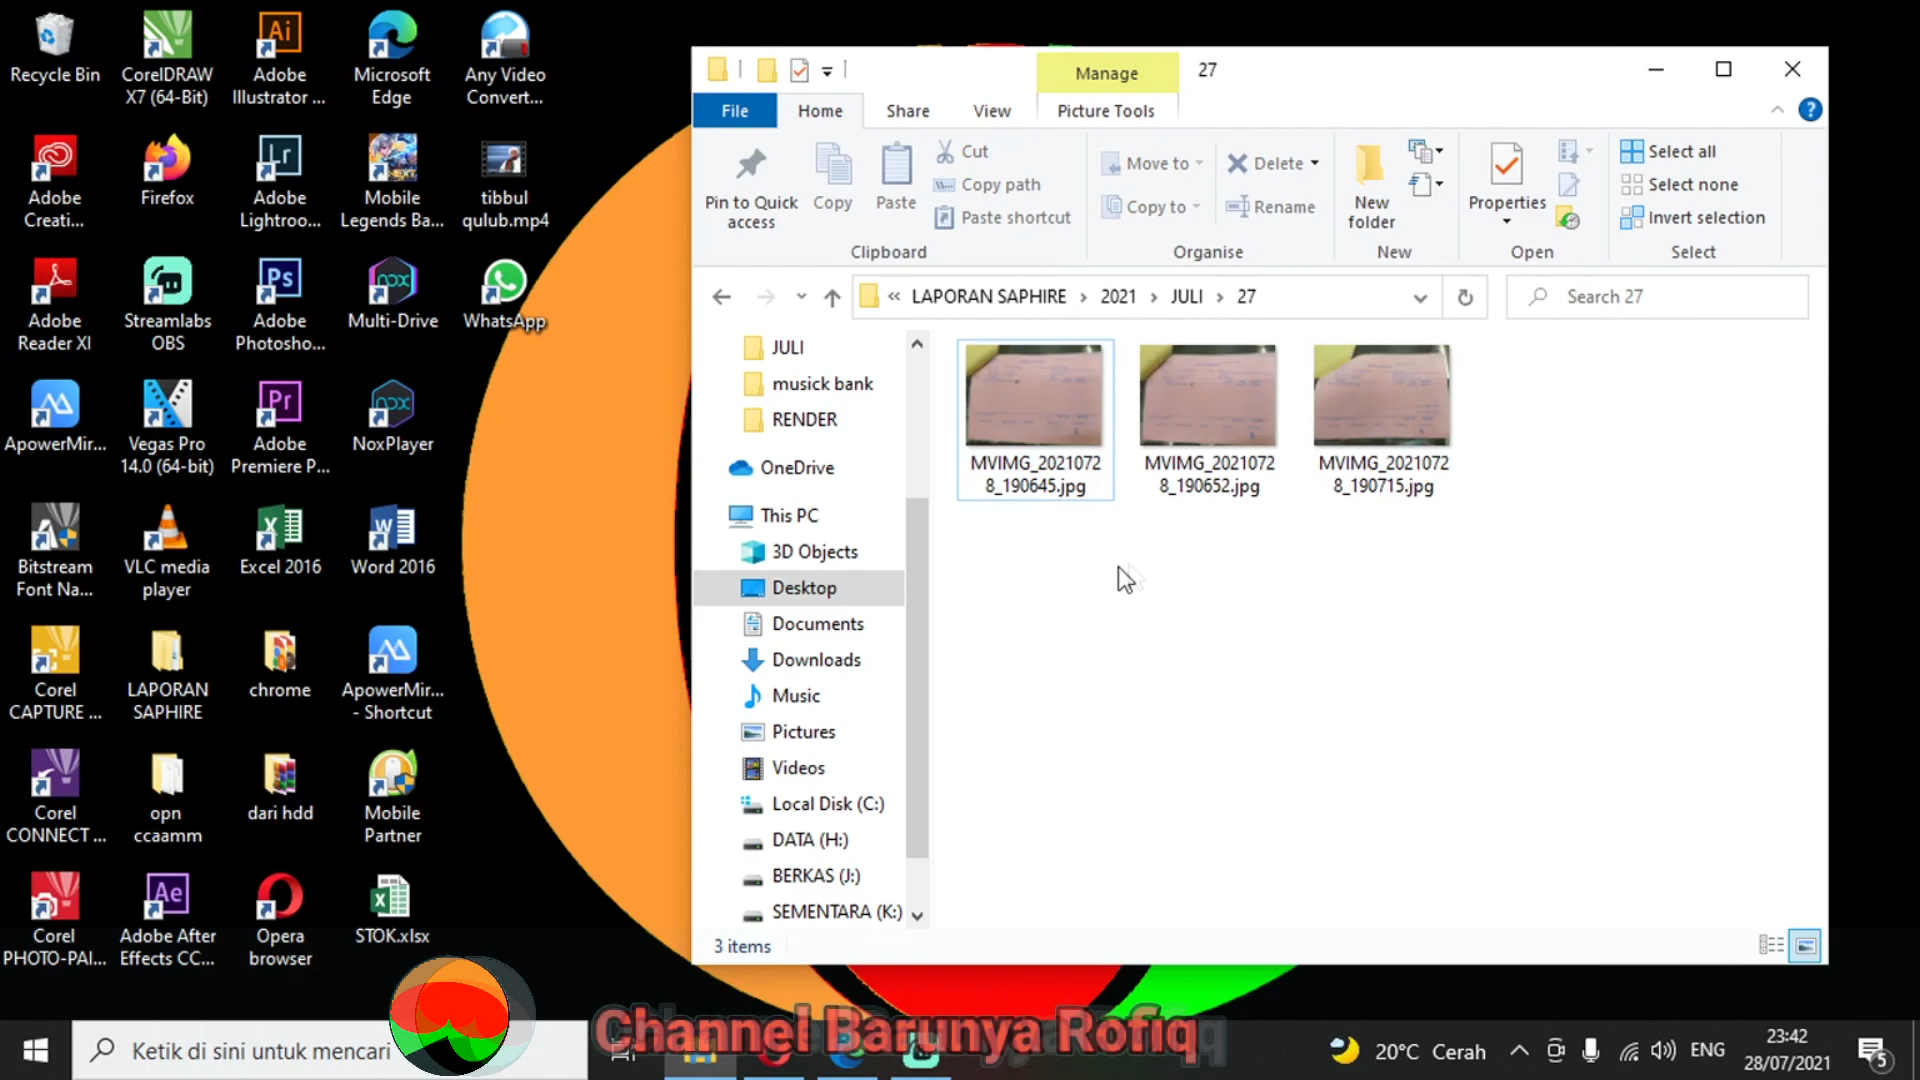 Recycle Bin
CorelDRAW
X7 (64-Bit)
Adobe
Illustrator ...
Microsoft
Edge
Any Video
Convert...
Adobe
Creati...
Firefox
Adobe
Lightroo...
Mobile
Legends Ba...
tibbul
qulub.mp4
Adobe
Reader XI
Streamlabs
OBS
Adobe
Photosho...
Multi-Drive
WhatsApp
ApowerMir...
Vegas Pro
14.0 (64-bit)
Adobe
Premiere P...
NoxPlayer
Bitstream
Font Na...
VLC media
player
Excel 2016
Word 2016
Corel
CAPTURE ...
LAPORAN
SAPHIRE
chrome
ApowerMir...
- Shortcut
Corel
CONNECT ...
opn
ccaamm
dari hdd
Mobile
Partner
Corel
PHOTO-PAI...
Adobe After
Effects CC...
Opera
browser
STOK.xlsx
Manage
27
File
Home
Share
View
Picture Tools
Pin to Quick
access
Copy
Paste
Cut
Copy path
Paste shortcut
Clipboard
Move to
Copy to
Delete
Rename
Organise
New
folder
New
Properties
Open
Select all
Select none
Invert selection
Select
« LAPORAN SAPHIRE > 2021 > JULI > 27
Search 27
JULI
musick bank
RENDER
OneDrive
This PC
3D Objects
Desktop
Documents
Downloads
Music
Pictures
Videos
Local Disk (C:)
DATA (H:)
BERKAS (J:)
SEMENTARA (K:)
MVIMG_2021072
8_190645.jpg
MVIMG_2021072
8_190652.jpg
MVIMG_2021072
8_190715.jpg
3 items
Channel Barunya Rofiq
Ketik di sini untuk mencari
20°C Cerah
ENG
23:42
28/07/2021
5